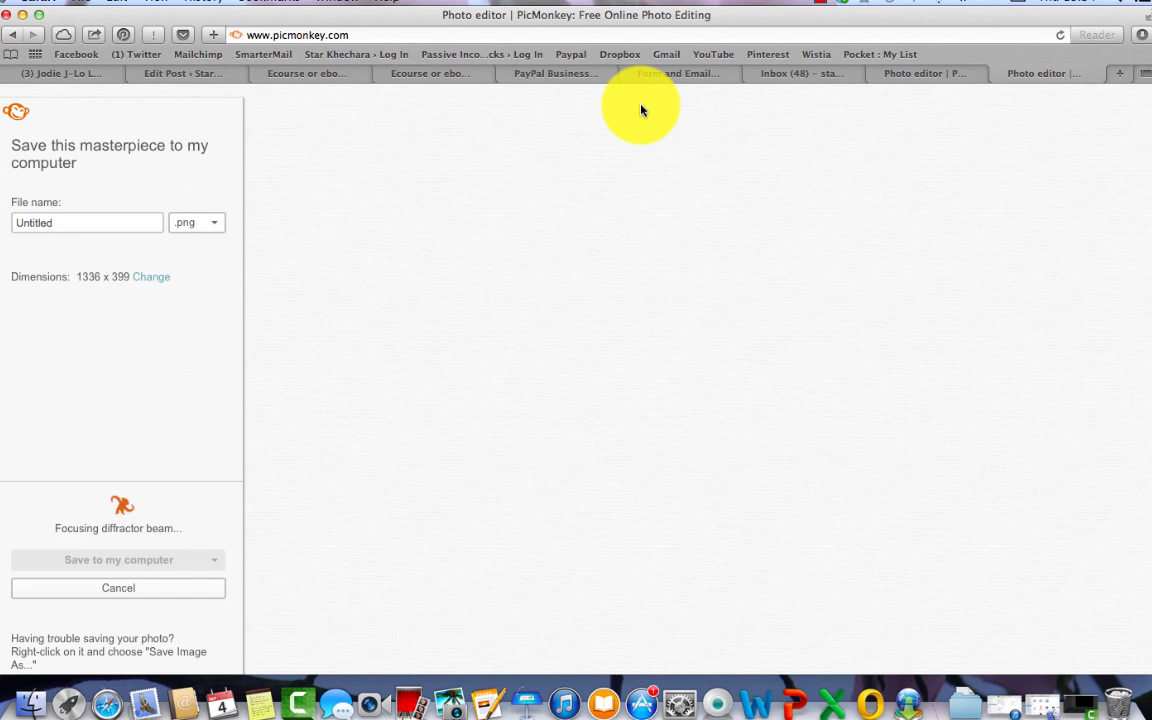 Photo editor | PicMonkey: Free Online Photo Editing
www.picmonkey.com
Reader
Facebook (1) Twitter Mailchimp SmarterMail Star Khechara › Log In Passive Inco...cks › Log In Paypal Dropbox Gmail YouTube Pinterest Wistia Pocket : My List
(3) Jodie J-Lo L... Edit Post ‹ Star... Ecourse or ebo... Ecourse or ebo... PayPal Business... Form and Email... Inbox (48) – sta... Photo editor | P... Photo editor |...
Save this masterpiece to my
computer
File name:
Untitled .png
Dimensions: 1336 x 399 Change
Focusing diffractor beam...
Save to my computer
Cancel
Having trouble saving your photo?
Right-click on it and choose "Save Image
As..."
SEP
4